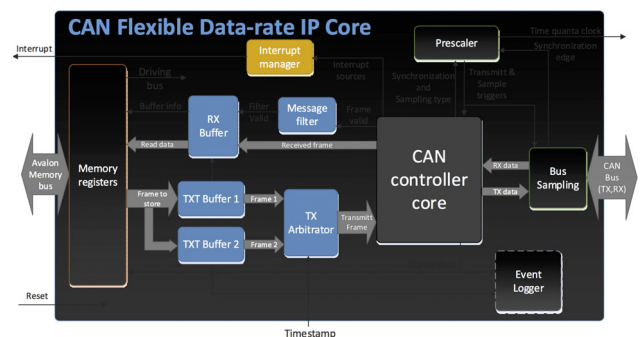 CAN Flexible Data-rate IP Core
Time quanta clock
Interrupt
Interrupt
manager
Prescaler
Synchronization
edge
Driving
bus
Interrupt
sources
Synchronization
and
Sampling type
Transmitt &
Sample
triggers
Buffer info
RX
Buffer
Filter
Valid
Message
filter
Frame
valid
Read data
Received frame
Avalon
Memory
bus
Memory
registers
CAN
controller
core
RX data
TX data
Bus
Sampling
CAN
Bus
(TX,RX)
Frame to
store
TXT Buffer 1
Frame 1
TX
Arbitrator
Transmitt
Frame
TXT Buffer 2
Frame 2
Event
Logger
Reset
Timestamp